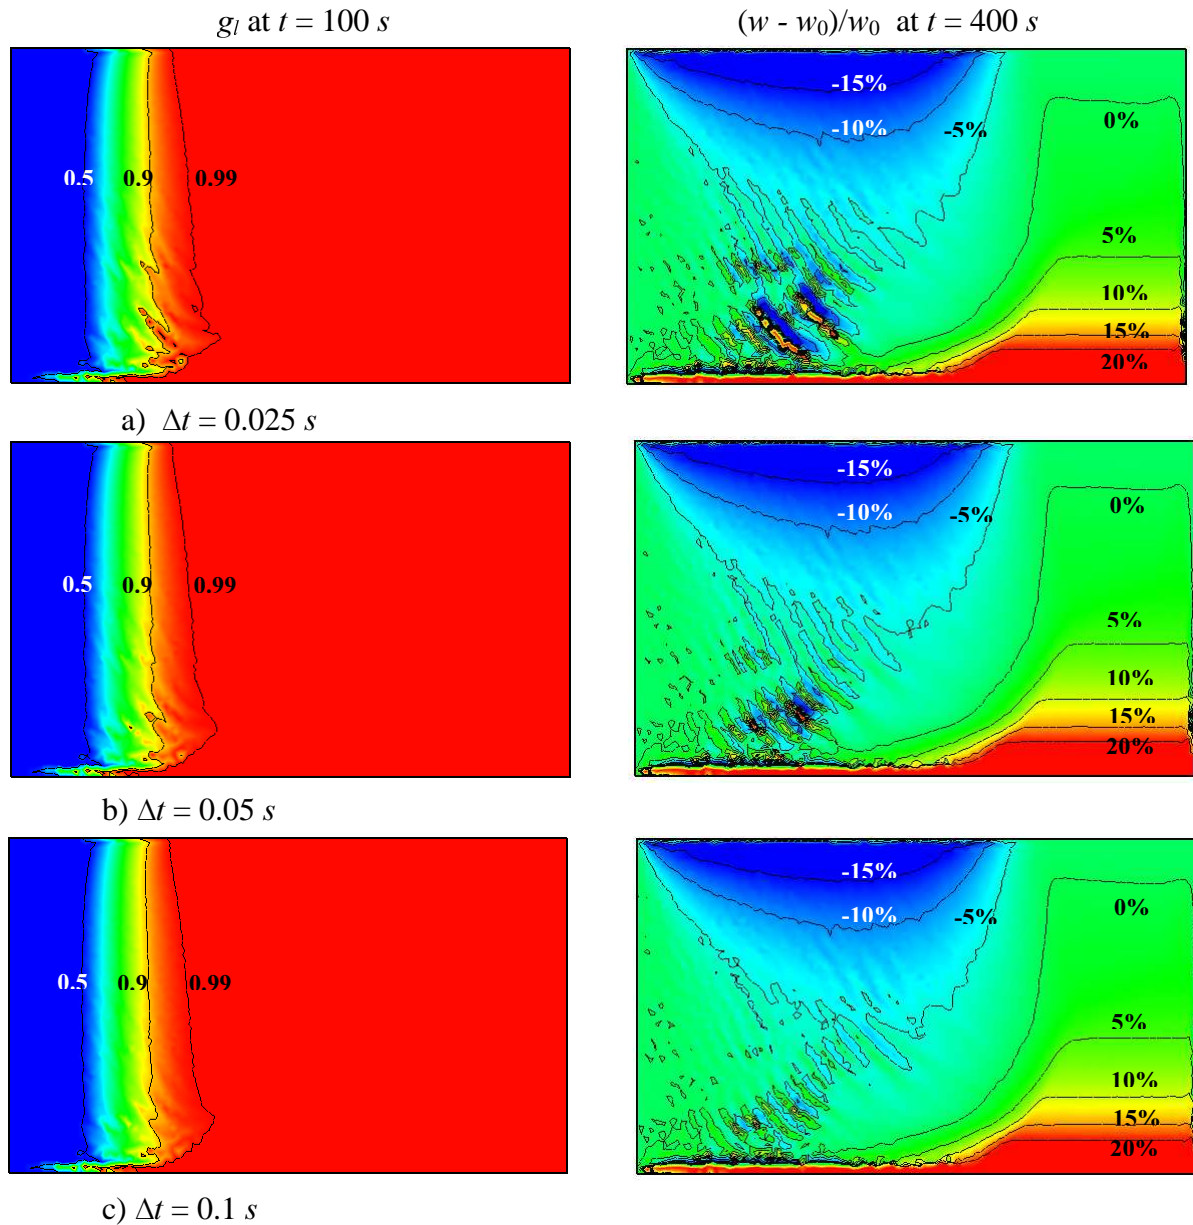 g_l at t = 100 s (w - w_0)/w_0 at t = 400 s
-15%
-10% -5% 0%
0.5 0.9 0.99
5%
10%
15%
20%
a) Δt = 0.025 s
-15%
-10% -5% 0%
0.5 0.9 0.99
5%
10%
15%
20%
b) Δt = 0.05 s
-15%
-10% -5% 0%
0.5 0.9 0.99
5%
10%
15%
20%
c) Δt = 0.1 s